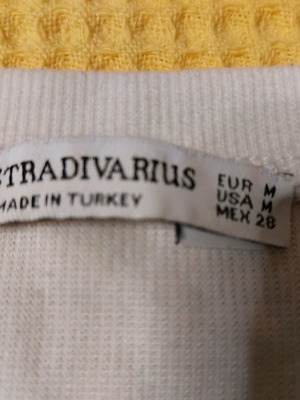 STRADIVARIUS
MADE IN TURKEY
EUR M
USA M
MEX 28